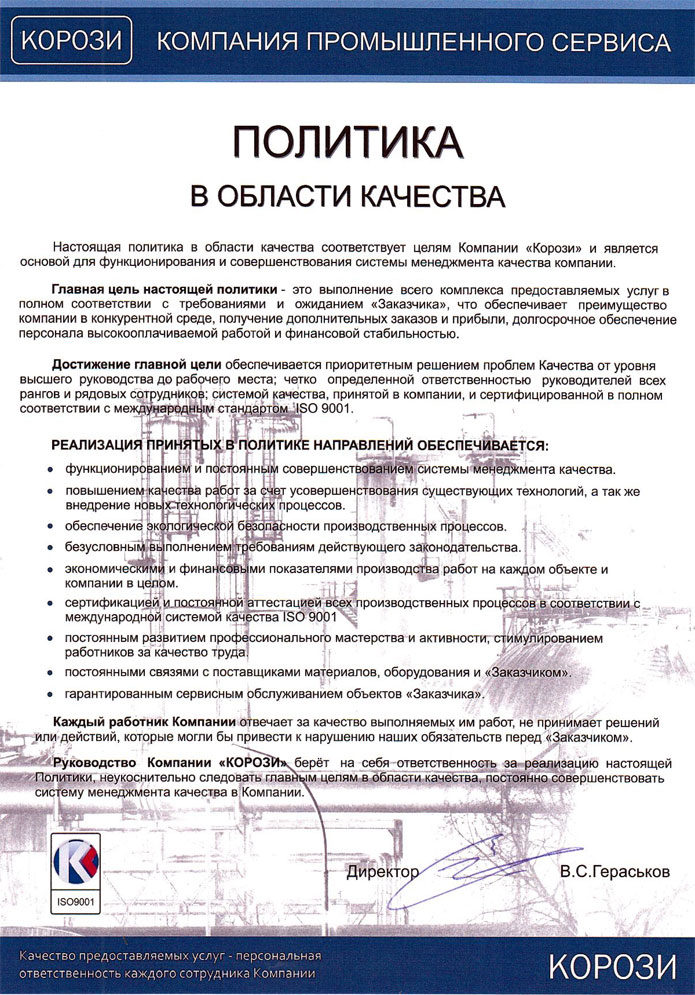 КОРОЗИ
КОМПАНИЯ ПРОМЫШЛЕННОГО СЕРВИСА
ПОЛИТИКА
В ОБЛАСТИ КАЧЕСТВА
Настоящая политика в области качества соответствует целям Компании «Корози» и является
основой для функционирования и совершенствования системы менеджмента качества компании.
Главная цель настоящей политики - это выполнение всего комплекса предоставляемых услуг в
полном соответствии с требованиями и ожиданием «Заказчика», что обеспечивает преимущество
компании в конкурентной среде, получение дополнительных заказов и прибыли, долгосрочное обеспечение
персонала высокооплачиваемой работой и финансовой стабильностью.
Достижение главной цели обеспечивается приоритетным решением проблем Качества от уровня
высшего руководства до рабочего места; четко определенной ответственностью руководителей всех
рангов и рядовых сотрудников; системой качества, принятой в компании, и сертифицированной в полном
соответствии с международным стандартом ISO 9001.
РЕАЛИЗАЦИЯ ПРИНЯТЫХ В ПОЛИТИКЕ НАПРАВЛЕНИЙ ОБЕСПЕЧИВАЕТСЯ:
• функционированием и постоянным совершенствованием системы менеджмента качества.
• повышением качества работ за счет усовершенствования существующих технологий, а так же
внедрение новых технологических процессов.
• обеспечение экологической безопасности производственных процессов.
• безусловным выполнением требованиям действующего законодательства.
• экономическими и финансовыми показателями производства работ на каждом объекте и
компании в целом.
• сертификацией и постоянной аттестацией всех производственных процессов в соответствии с
международной системой качества ISO 9001
• постоянным развитием профессионального мастерства и активности, стимулированием
работников за качество труда
• постоянными связями с поставщиками материалов, оборудования и «Заказчиком».
• гарантированным сервисным обслуживанием объектов «Заказчика».
Каждый работник Компании отвечает за качество выполняемых им работ, не принимает решений
или действий, которые могли бы привести к нарушению наших обязательств перед «Заказчиком».
Руководство Компании «КОРОЗИ» берёт на себя ответственность за реализацию настоящей
Политики, неукоснительно следовать главным целям в области качества, постоянно совершенствовать
систему менеджмента качества в Компании.
ISO9001
Директор В.С.Гераськов
Качество предоставляемых услуг - персональная
ответственность каждого сотрудника Компании
КОРОЗИ